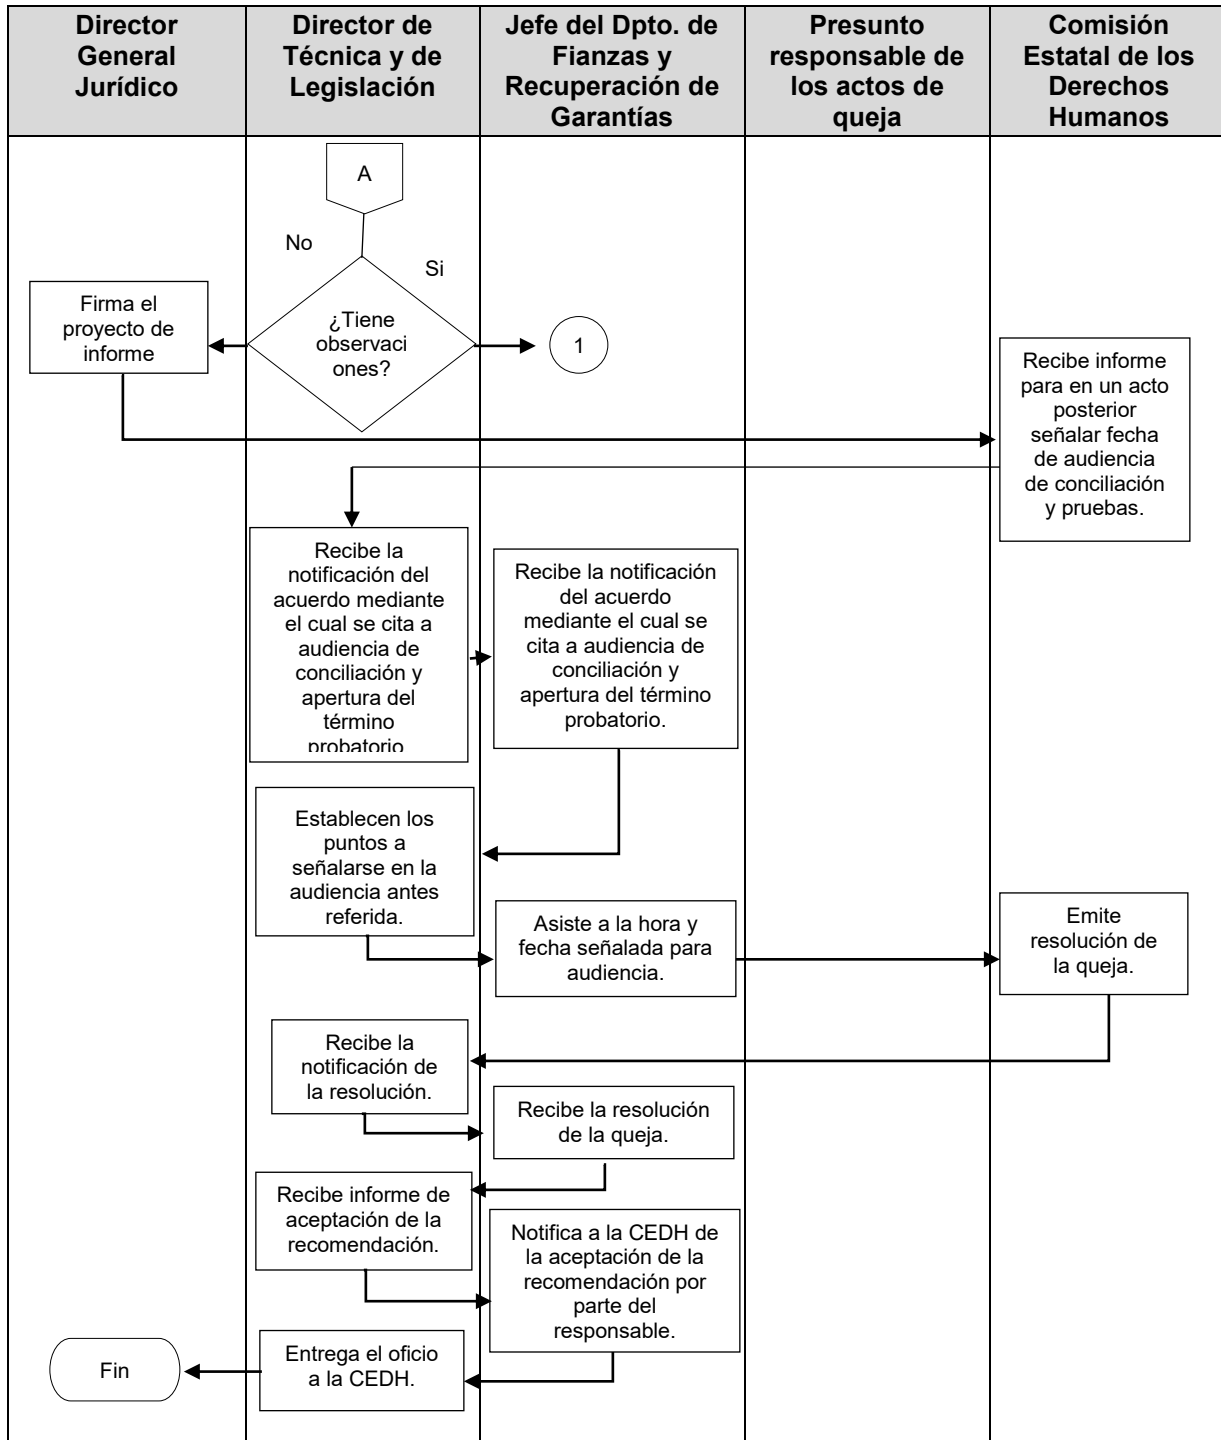 Director
General
Jurídico
Director de
Técnica y de
Legislación
Jefe del Dpto. de
Fianzas y
Recuperación de
Garantías
Presunto
responsable de
los actos de
queja
Comisión
Estatal de los
Derechos
Humanos
A
No
Si
¿Tiene
observaci
ones?
Firma el
proyecto de
informe
1
Recibe informe
para en un acto
posterior
señalar fecha
de audiencia
de conciliación
y pruebas.
Recibe la
notificación del
acuerdo mediante
el cual se cita a
audiencia de
conciliación y
apertura del
término
probatorio
Recibe la notificación
del acuerdo
mediante el cual se
cita a audiencia de
conciliación y
apertura del término
probatorio.
Establecen los
puntos a
señalarse en la
audiencia antes
referida.
Asiste a la hora y
fecha señalada para
audiencia.
Emite
resolución de
la queja.
Recibe la
notificación de
la resolución.
Recibe la resolución
de la queja.
Recibe informe de
aceptación de la
recomendación.
Notifica a la CEDH de
la aceptación de la
recomendación por
parte del
responsable.
Entrega el oficio
a la CEDH.
Fin